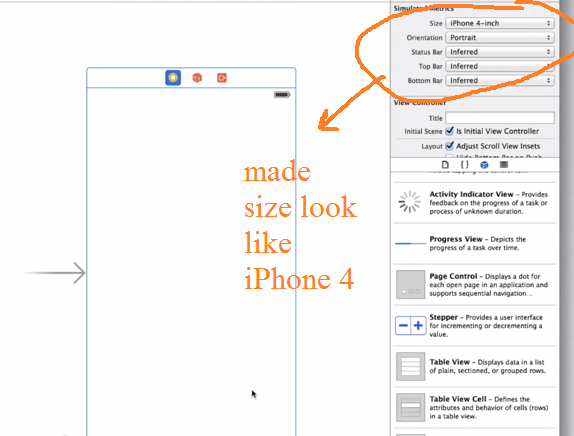 Simulated Metrics
Size iPhone 4-inch
Orientation Portrait
Status Bar Inferred
Top Bar Inferred
Bottom Bar Inferred
View Controller
Title
Initial Scene Is Initial View Controller
Layout Adjust Scroll View Insets
Hide Bottom Bar on Push
made
size look
like
iPhone 4
{ }
Activity Indicator View – Provides
feedback on the progress of a task or
process of unknown duration.
Progress View – Depicts the
progress of a task over time.
Page Control – Displays a dot for
each open page in an application and
supports sequential navigation...
Stepper – Provides a user interface
for incrementing or decrementing a
value.
Table View – Displays data in a list
of plain, sectioned, or grouped rows.
Table View Cell – Defines the
attributes and behavior of cells (rows)
in a table view.